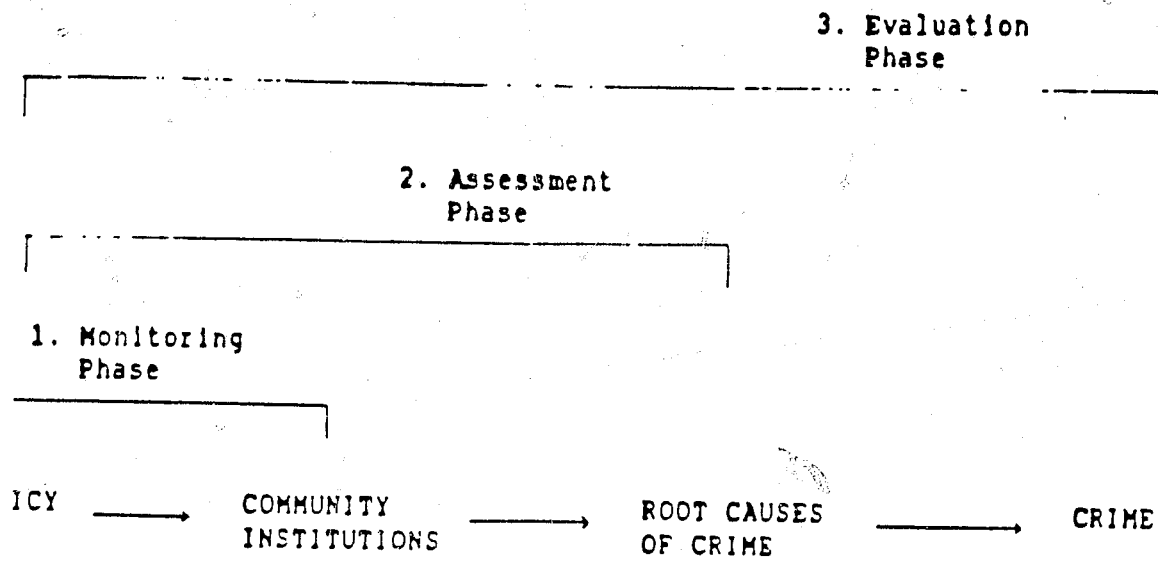 3. Evaluation
Phase
2. Assessment
Phase
1. Monitoring
Phase
ICY
COMMUNITY
INSTITUTIONS
ROOT CAUSES
OF CRIME
CRIME